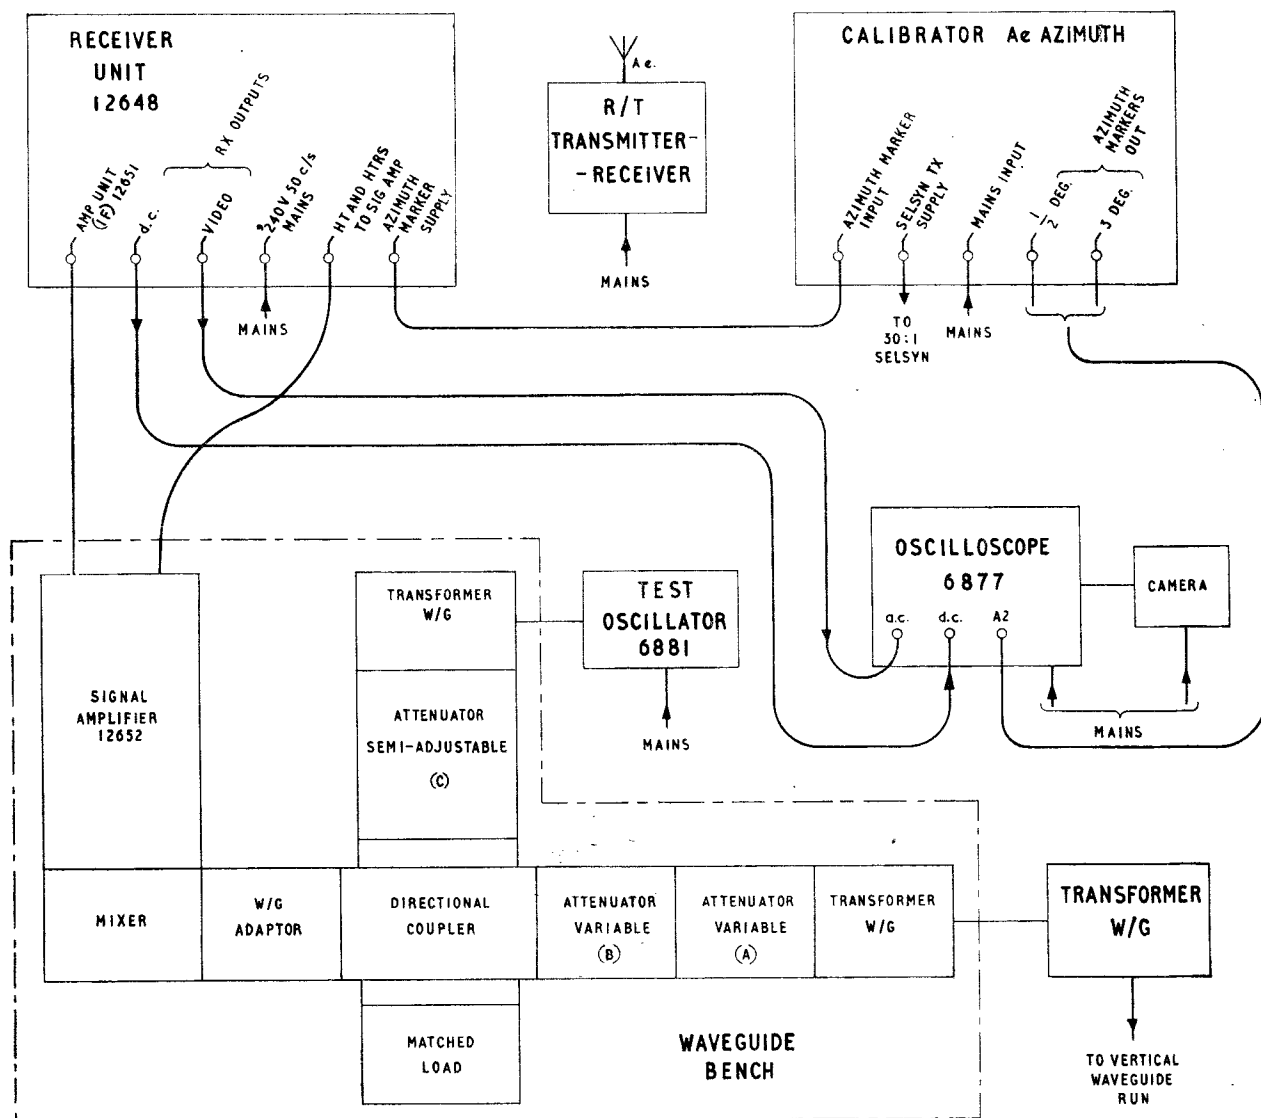 RECEIVER
UNIT
12648
AMP UNIT
(IF) 12651
d.c.
RX OUTPUTS
VIDEO
*240V 50 c/s
MAINS
HT AND HTRS
TO SIG AMP
AZIMUTH
MARKER
SUPPLY
MAINS
Ae.
R/T
TRANSMITTER-
-RECEIVER
MAINS
CALIBRATOR Ae AZIMUTH
AZIMUTH MARKER
INPUT
SELSYN TX
SUPPLY
MAINS INPUT
AZIMUTH
MARKERS
OUT
1/2 DEG.
3 DEG.
TO
30:1
SELSYN
MAINS
OSCILLOSCOPE
6877
a.c.
d.c.
A2
CAMERA
MAINS
SIGNAL
AMPLIFIER
12652
TRANSFORMER
W/G
ATTENUATOR
SEMI-ADJUSTABLE
(C)
TEST
OSCILLATOR
6881
MAINS
MIXER
W/G
ADAPTOR
DIRECTIONAL
COUPLER
ATTENUATOR
VARIABLE
(B)
ATTENUATOR
VARIABLE
(A)
TRANSFORMER
W/G
TRANSFORMER
W/G
MATCHED
LOAD
WAVEGUIDE
BENCH
TO VERTICAL
WAVEGUIDE
RUN